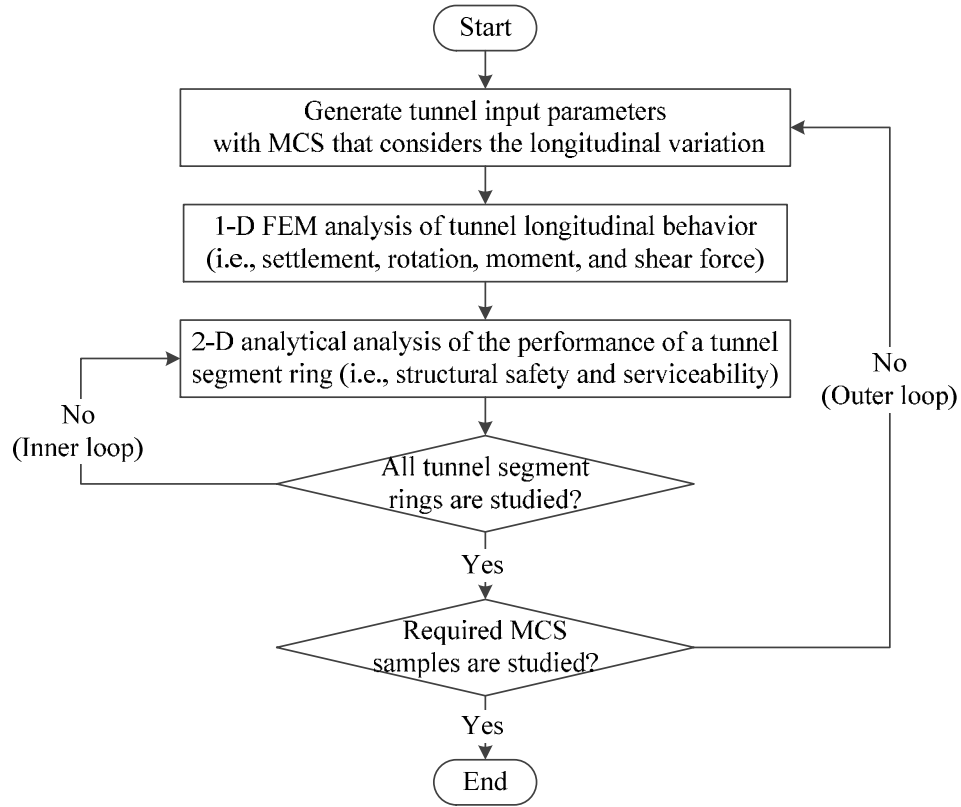 Start
Generate tunnel input parameters
with MCS that considers the longitudinal variation
1-D FEM analysis of tunnel longitudinal behavior
(i.e., settlement, rotation, moment, and shear force)
2-D analytical analysis of the performance of a tunnel
segment ring (i.e., structural safety and serviceability)
No
(Outer loop)
No
(Inner loop)
All tunnel segment
rings are studied?
Yes
Required MCS
samples are studied?
Yes
End